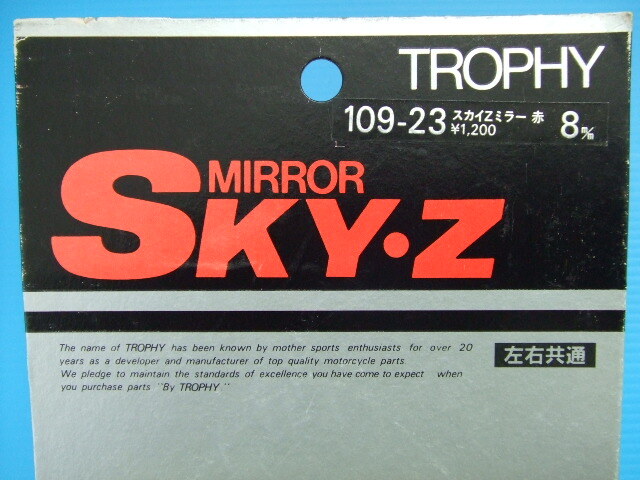 TROPHY
109-23 スカイZミラー 赤 8㎜
¥1,200
MIRROR
SKY·Z
The name of TROPHY has been known by mother sports enthusiasts for over 20
years as a developer and manufacturer of top quality motorcycle parts.
We pledge to maintain the standards of excellence you have come to expect when
you purchase parts "By TROPHY"
左右共通